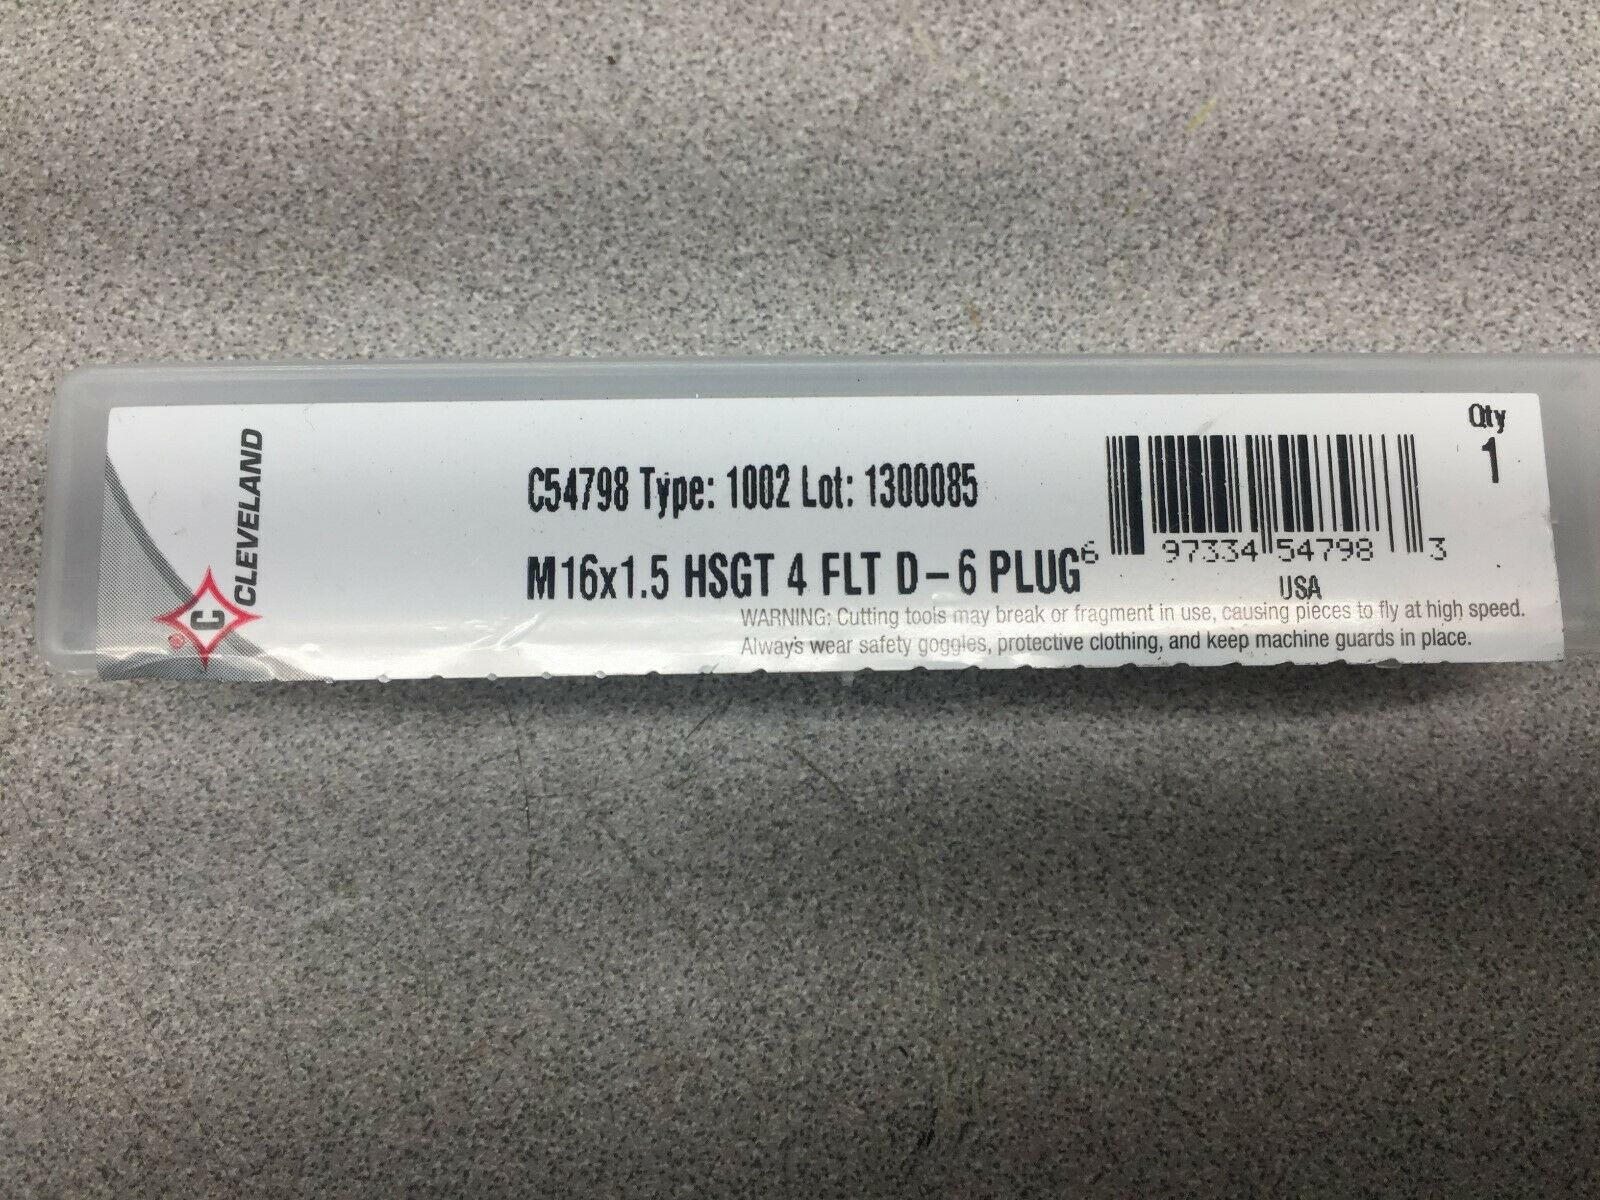 CLEVELAND
C
®
C54798 Type: 1002 Lot: 1300085
M16x1.5 HSGT 4 FLT D-6 PLUG
6 97334 54798 3
USA
Qty
1
WARNING: Cutting tools may break or fragment in use, causing pieces to fly at high speed.
Always wear safety goggles, protective clothing, and keep machine guards in place.